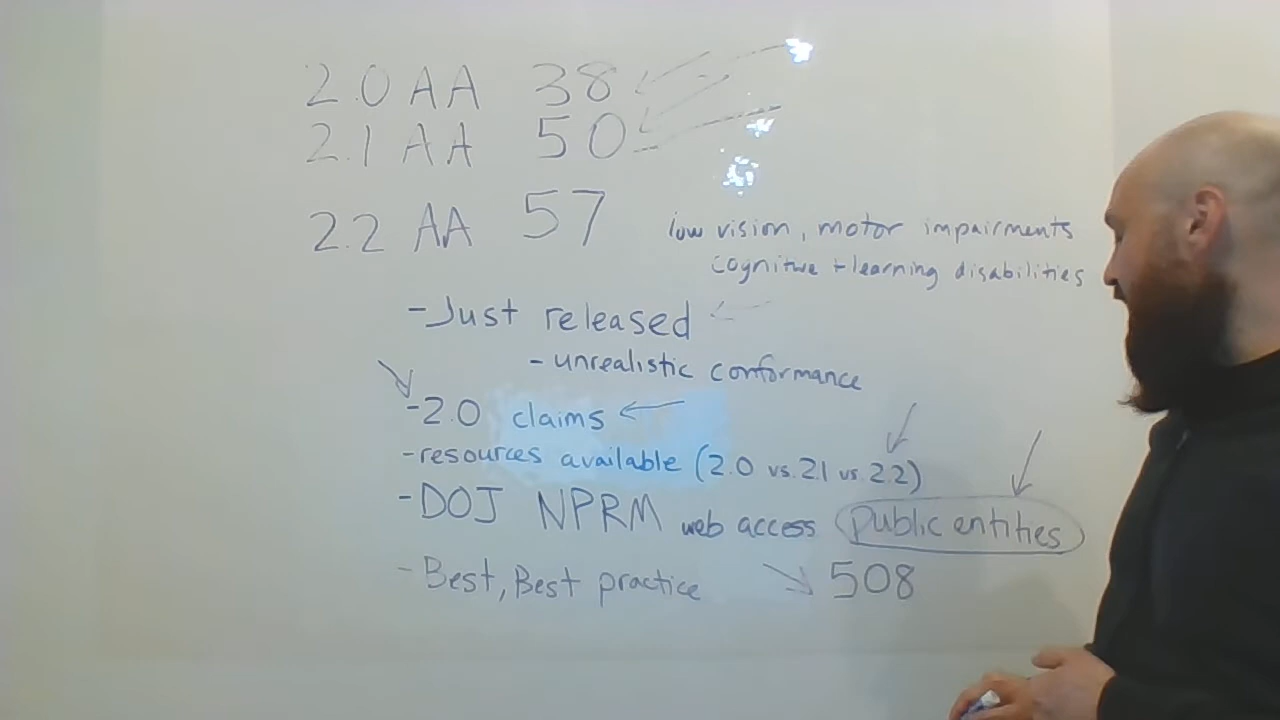 2.0 AA 38
2.1 AA 50
2.2 AA 57
low vision, motor impairments
cognitive + learning disabilities
- Just released
- unrealistic conformance
- 2.0 claims
- resources available (2.0 vs. 2.1 vs 2.2)
- DOJ NPRM web access public entities
- Best, Best practice 508